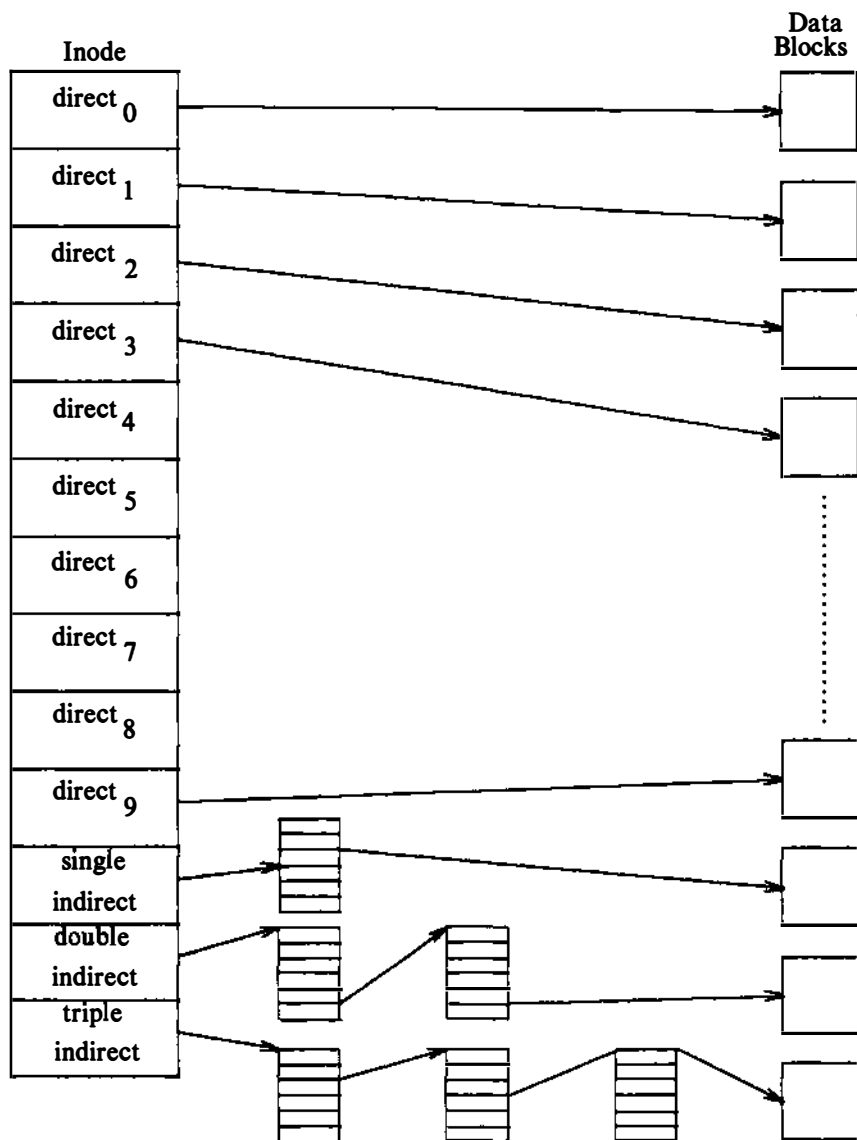 Inode
Data
Blocks
direct 0
direct 1
direct 2
direct 3
direct 4
direct 5
direct 6
direct 7
direct 8
direct 9
single
indirect
double
indirect
triple
indirect